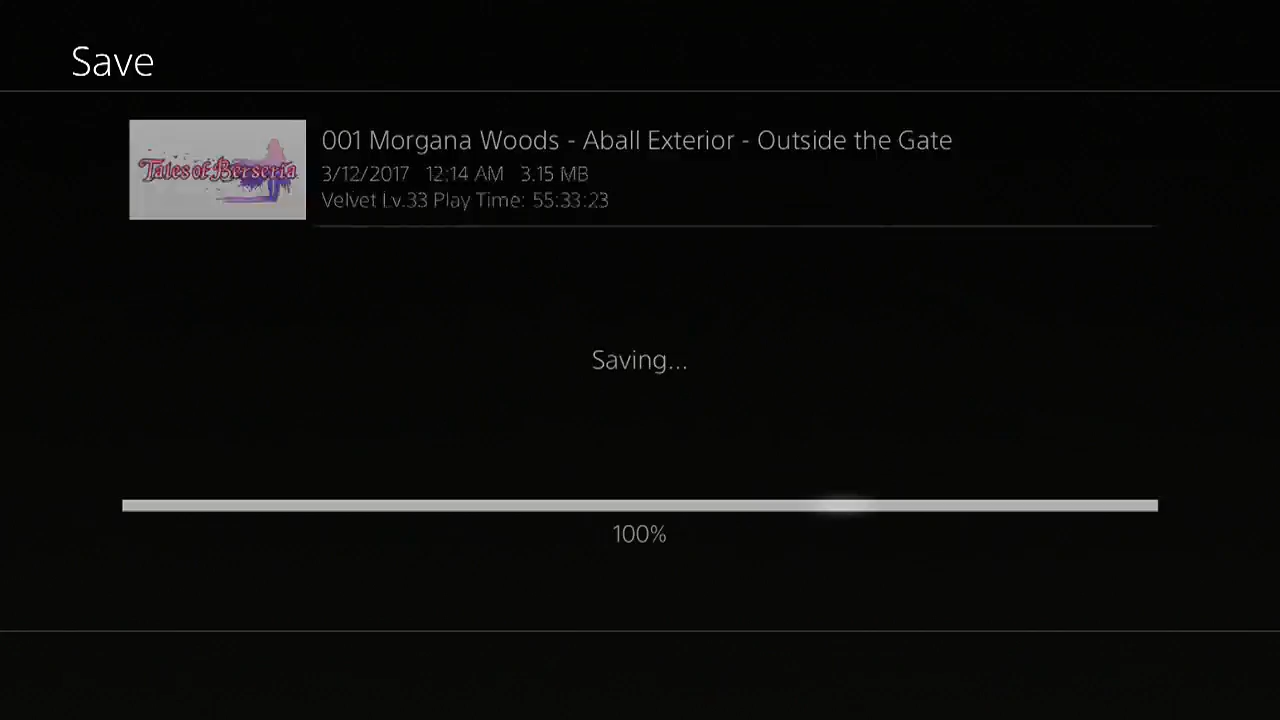 Save
Tales of Berseria
001 Morgana Woods - Aball Exterior - Outside the Gate
3/12/2017 12:14 AM 3.15 MB
Velvet Lv.33 Play Time: 55:33:23
Saving...
100%